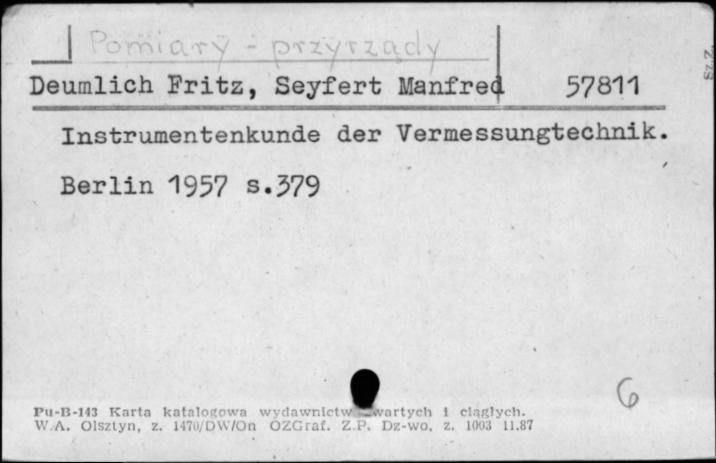 Pomiary - przyrządy
Deumlich Fritz, Seyfert Manfred 57811
Instrumentenkunde der Vermessungtechnik.
Berlin 1957 s.379
6
Pu-B-143 Karta katalogowa wydawnictw zwartych i ciągłych.
W.A. Olsztyn, z. 1470/DW/On OZGraf. Z.P. Dz-wo, z. 1003 11.87